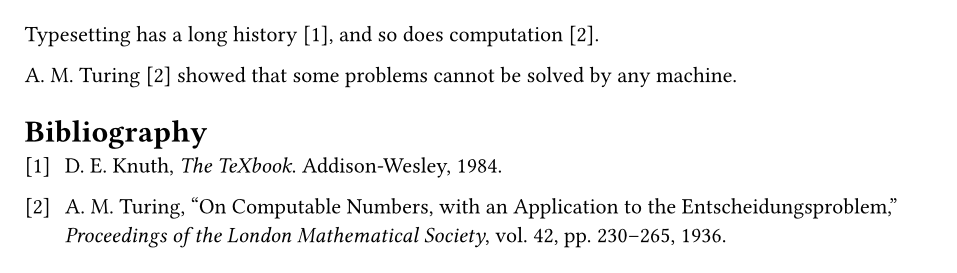 Typesetting has a long history [1], and so does computation [2].
A. M. Turing [2] showed that some problems cannot be solved by any machine.
Bibliography
[1] D. E. Knuth, The TeXbook. Addison-Wesley, 1984.
[2] A. M. Turing, “On Computable Numbers, with an Application to the Entscheidungsproblem,”
Proceedings of the London Mathematical Society, vol. 42, pp. 230–265, 1936.